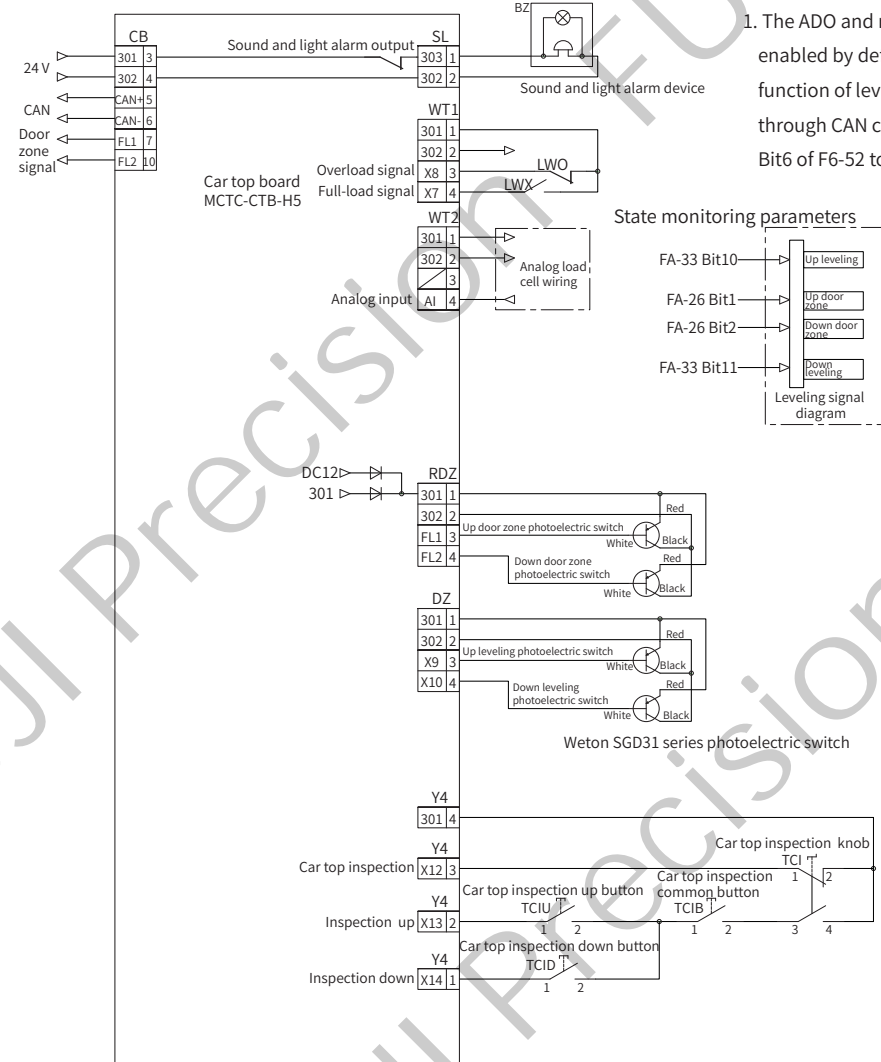 BZ
1. The ADO and
enabled by de
function of lev
through CAN c
Bit6 of F6-52 to
CB
301 3
302 4
CAN+ 5
CAN- 6
FL1 7
FL2 10
24 V
CAN
Door
zone
signal
Sound and light alarm output
SL
303 1
302 2
Sound and light alarm device
Car top board
MCTC-CTB-H5
WT1
301 1
302 2
Overload signal X8 3
Full-load signal X7 4
LWO
LWX
WT2
301 1
302 2
3
Analog input AI 4
Analog load
cell wiring
State monitoring parameters
FA-33 Bit10 Up leveling
FA-26 Bit1 Up door
zone
FA-26 Bit2 Down door
zone
FA-33 Bit11 Down
leveling
Leveling signal
diagram
DC12
301
RDZ
301 1
302 2
FL1 3
FL2 4
Red
Up door zone photoelectric switch
White
Black
Down door zone
photoelectric switch
Red
White
Black
DZ
301 1
302 2
X9 3
X10 4
Red
Up leveling photoelectric switch
White
Black
Down leveling
photoelectric switch
Red
White
Black
Weton SGD31 series photoelectric switch
Y4
301 4
Y4
Car top inspection X12 3
Car top inspection knob
TCI
1 2
3 4
Y4
Inspection up X13 2
Car top inspection up button
TCIU
1 2
Car top inspection
common button
TCIB
1 2
Y4
Inspection down X14 1
Car top inspection down button
TCID
1 2
JI Precision
FU
JI Precision